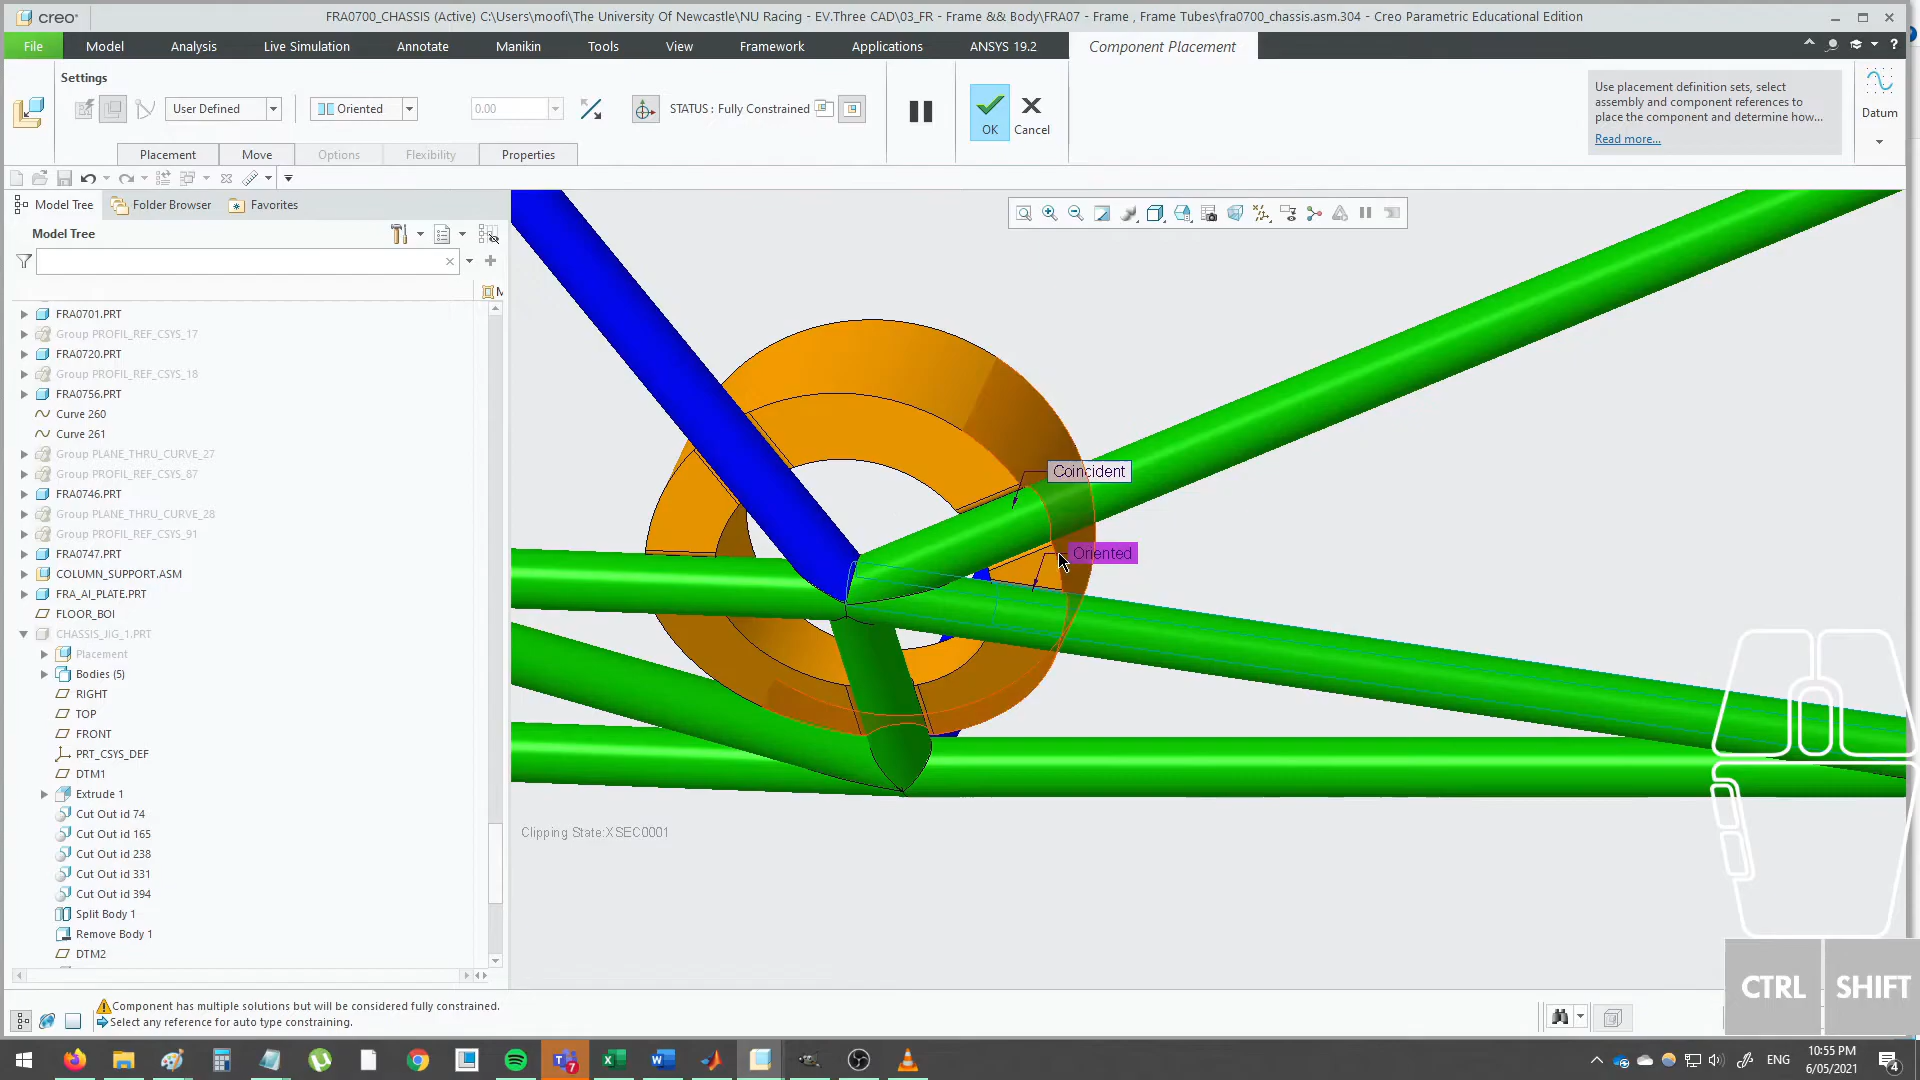 creo
FRA0700_CHASSIS (Active) C:\Users\moofi\The University Of Newcastle\NU Racing - EV.Three CAD\03_FR - Frame && Body\FRA07 - Frame , Frame Tubes\fra0700_chassis.asm.304 - Creo Parametric Educational Edition
File
Model
Analysis
Live Simulation
Annotate
Manikin
Tools
View
Framework
Applications
ANSYS 19.2
Component Placement
Settings
User Defined
Oriented
0.00
STATUS : Fully Constrained
OK
Cancel
Use placement definition sets, select
assembly and component references to
place the component and determine how...
Read more...
Datum
Placement
Move
Options
Flexibility
Properties
Model Tree
Folder Browser
Favorites
Model Tree
M
FRA0701.PRT
Group PROFIL_REF_CSYS_17
FRA0720.PRT
Group PROFIL_REF_CSYS_18
FRA0756.PRT
Curve 260
Curve 261
Group PLANE_THRU_CURVE_27
Group PROFIL_REF_CSYS_87
FRA0746.PRT
Group PLANE_THRU_CURVE_28
Group PROFIL_REF_CSYS_91
FRA0747.PRT
COLUMN_SUPPORT.ASM
FRA_AI_PLATE.PRT
FLOOR_BOI
CHASSIS_JIG_1.PRT
Placement
Bodies (5)
RIGHT
TOP
FRONT
PRT_CSYS_DEF
DTM1
Extrude 1
Cut Out id 74
Cut Out id 165
Cut Out id 238
Cut Out id 331
Cut Out id 394
Split Body 1
Remove Body 1
DTM2
Coincident
Oriented
Clipping State:XSEC0001
CTRL
SHIFT
Component has multiple solutions but will be considered fully constrained.
Select any reference for auto type constraining.
7
ENG
10:55 PM
6/05/2021
4